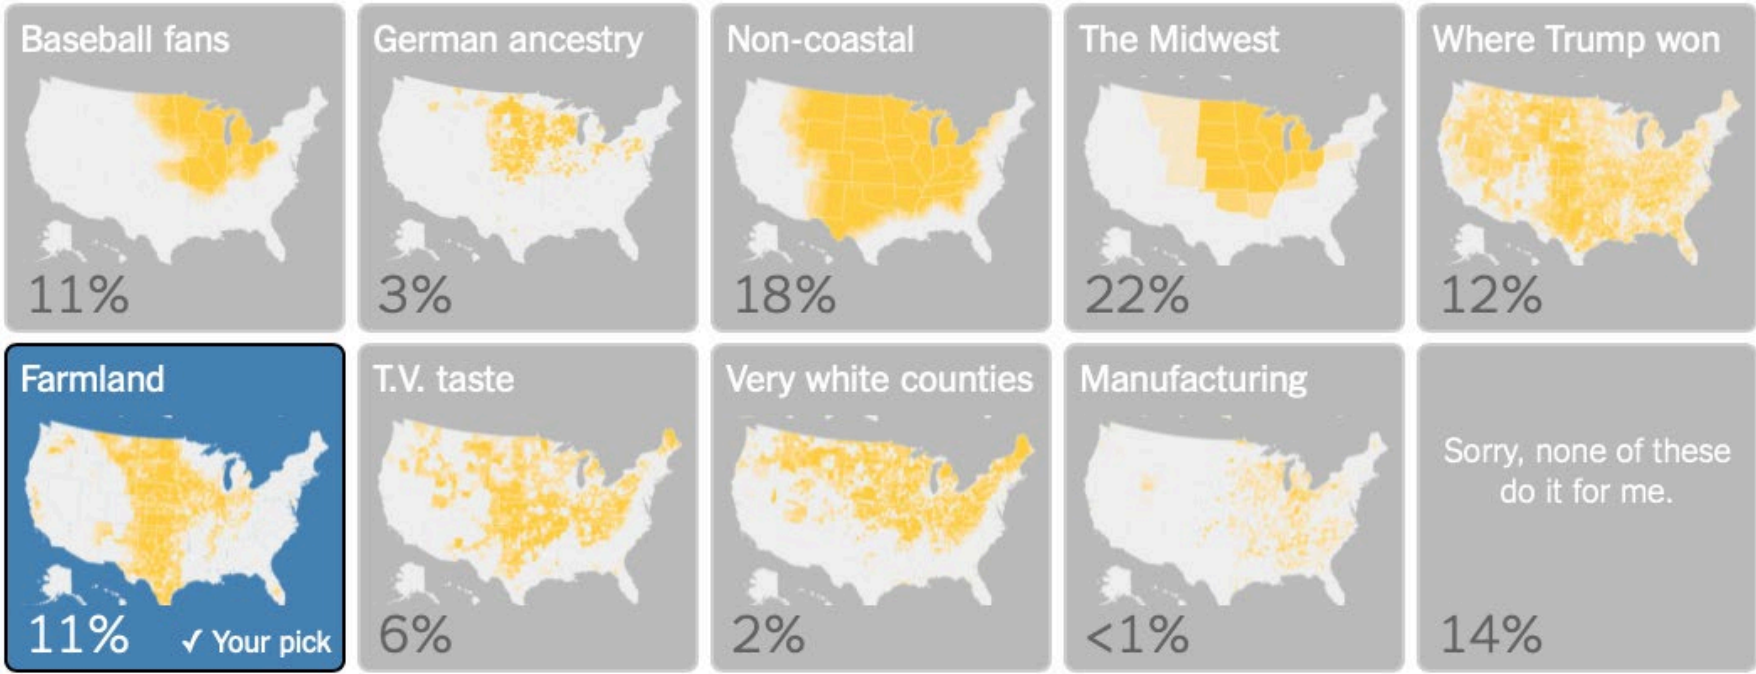 Baseball fans
11%
German ancestry
3%
Non-coastal
18%
The Midwest
22%
Where Trump won
12%
Farmland
11%
✓ Your pick
T.V. taste
6%
Very white counties
2%
Manufacturing
<1%
Sorry, none of these
do it for me.
14%